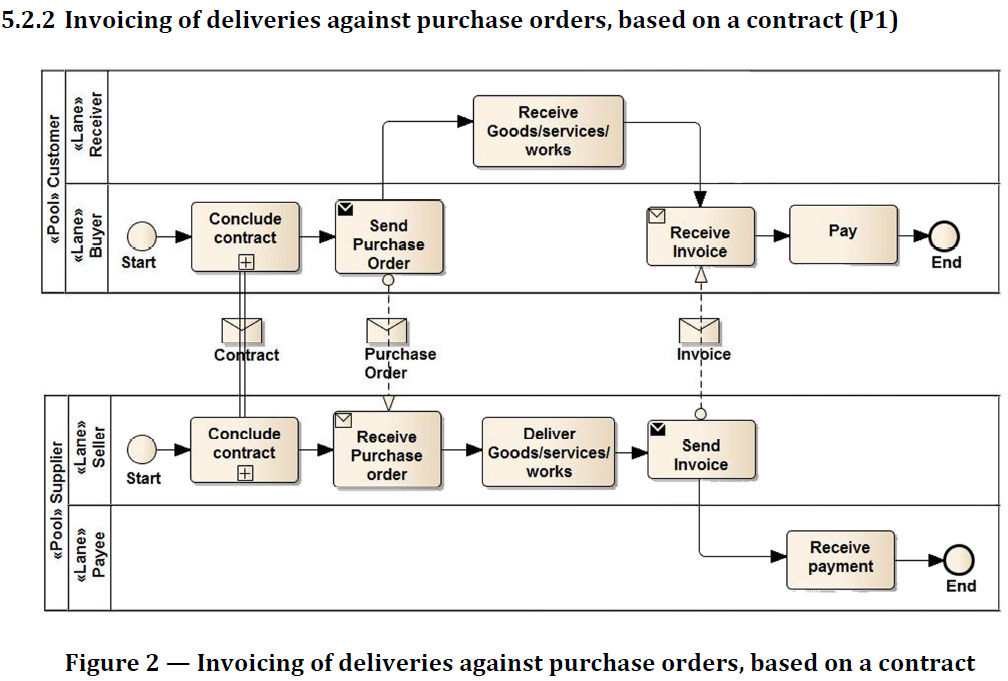 5.2.2 Invoicing of deliveries against purchase orders, based on a contract (P1)
«Pool» Customer
«Lane»
Receiver
Receive
Goods/services/
works
«Lane»
Buyer
Start
Conclude
contract
Send
Purchase
Order
Receive
Invoice
Pay
End
Contract
Purchase
Order
Invoice
«Pool» Supplier
«Lane»
Seller
Start
Conclude
contract
Receive
Purchase
order
Deliver
Goods/services/
works
Send
Invoice
«Lane»
Payee
Receive
payment
End
Figure 2 — Invoicing of deliveries against purchase orders, based on a contract